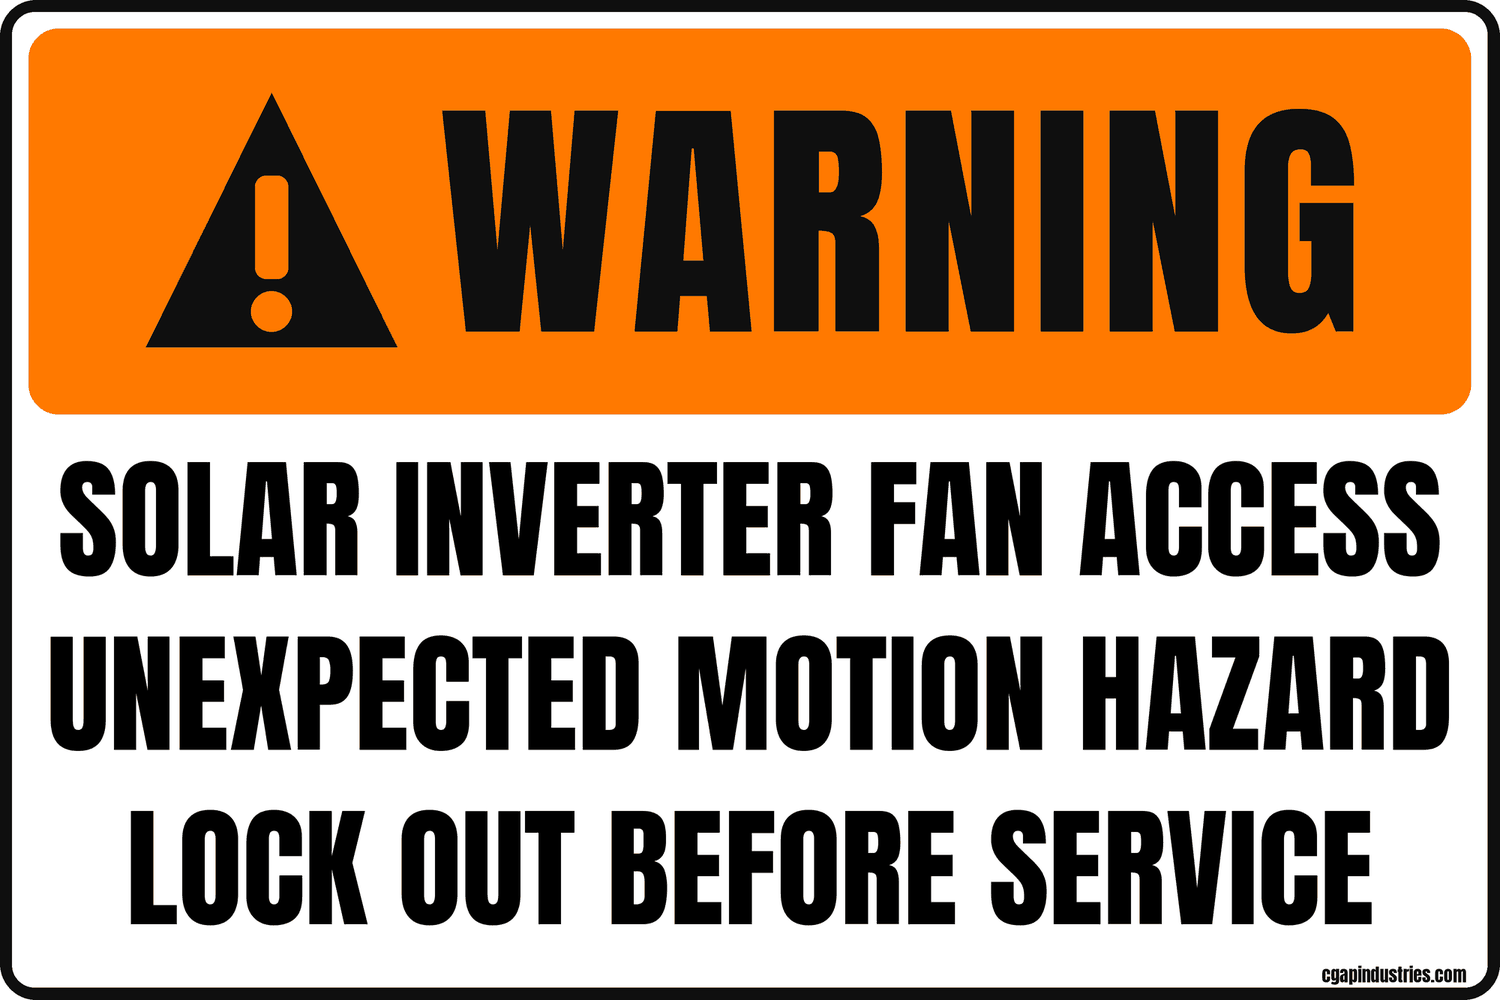 WARNING
SOLAR INVERTER FAN ACCESS
UNEXPECTED MOTION HAZARD
LOCK OUT BEFORE SERVICE
cgapindustries.com